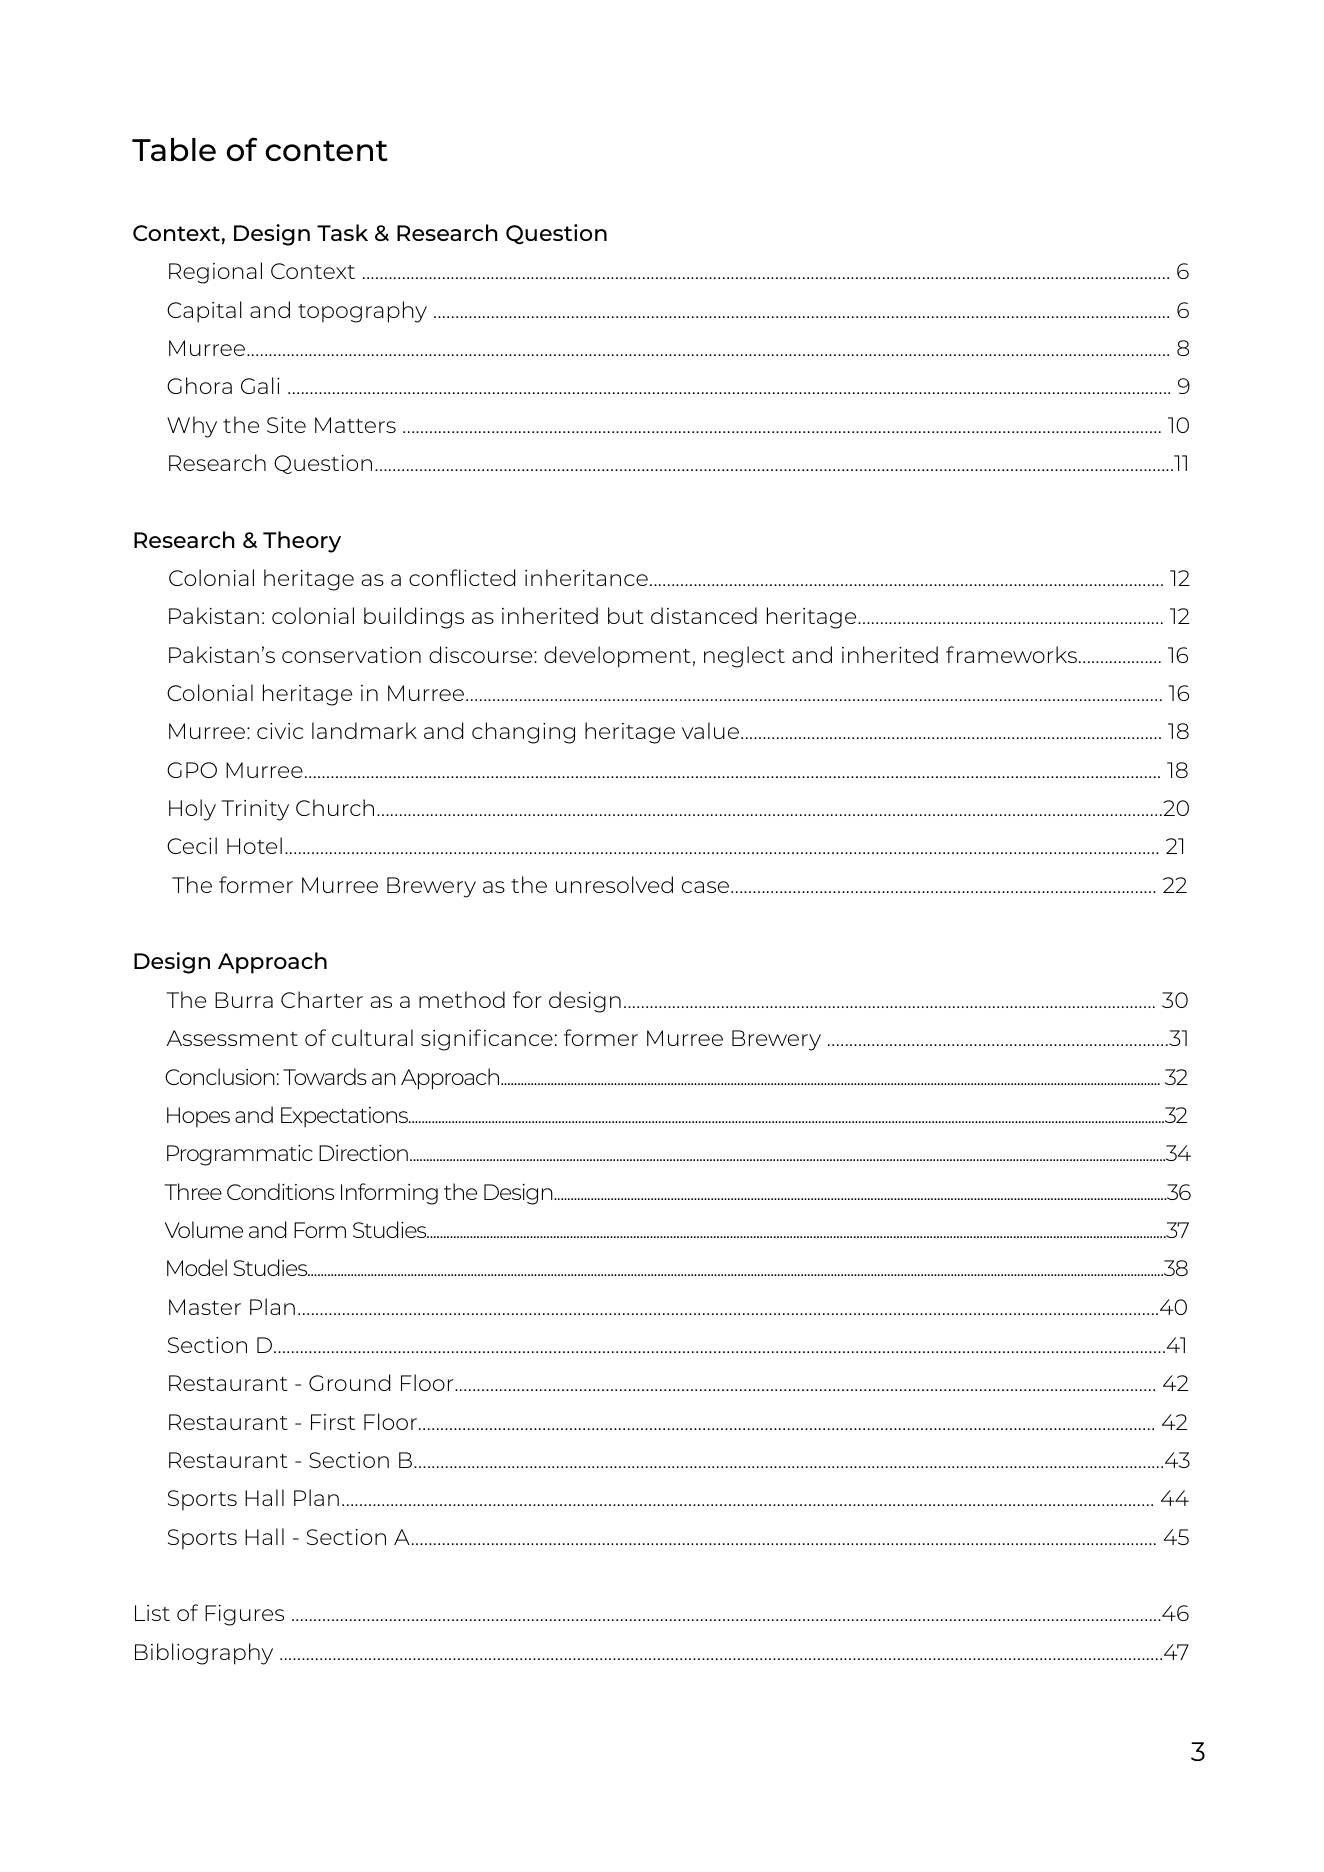 Table of content
Context, Design Task & Research Question
Regional Context ........ 6
Capital and topography ........ 6
Murree........ 8
Ghora Gali ........ 9
Why the Site Matters ........ 10
Research Question........11
Research & Theory
Colonial heritage as a conflicted inheritance........ 12
Pakistan: colonial buildings as inherited but distanced heritage........ 12
Pakistan’s conservation discourse: development, neglect and inherited frameworks........ 16
Colonial heritage in Murree........ 16
Murree: civic landmark and changing heritage value........ 18
GPO Murree........ 18
Holy Trinity Church........20
Cecil Hotel........ 21
The former Murree Brewery as the unresolved case........ 22
Design Approach
The Burra Charter as a method for design........ 30
Assessment of cultural significance: former Murree Brewery ........31
Conclusion: Towards an Approach........ 32
Hopes and Expectations........32
Programmatic Direction........34
Three Conditions Informing the Design........36
Volume and Form Studies........37
Model Studies........38
Master Plan........40
Section D........41
Restaurant - Ground Floor........ 42
Restaurant - First Floor........ 42
Restaurant - Section B........43
Sports Hall Plan........ 44
Sports Hall - Section A........ 45
List of Figures ........46
Bibliography ........47
3